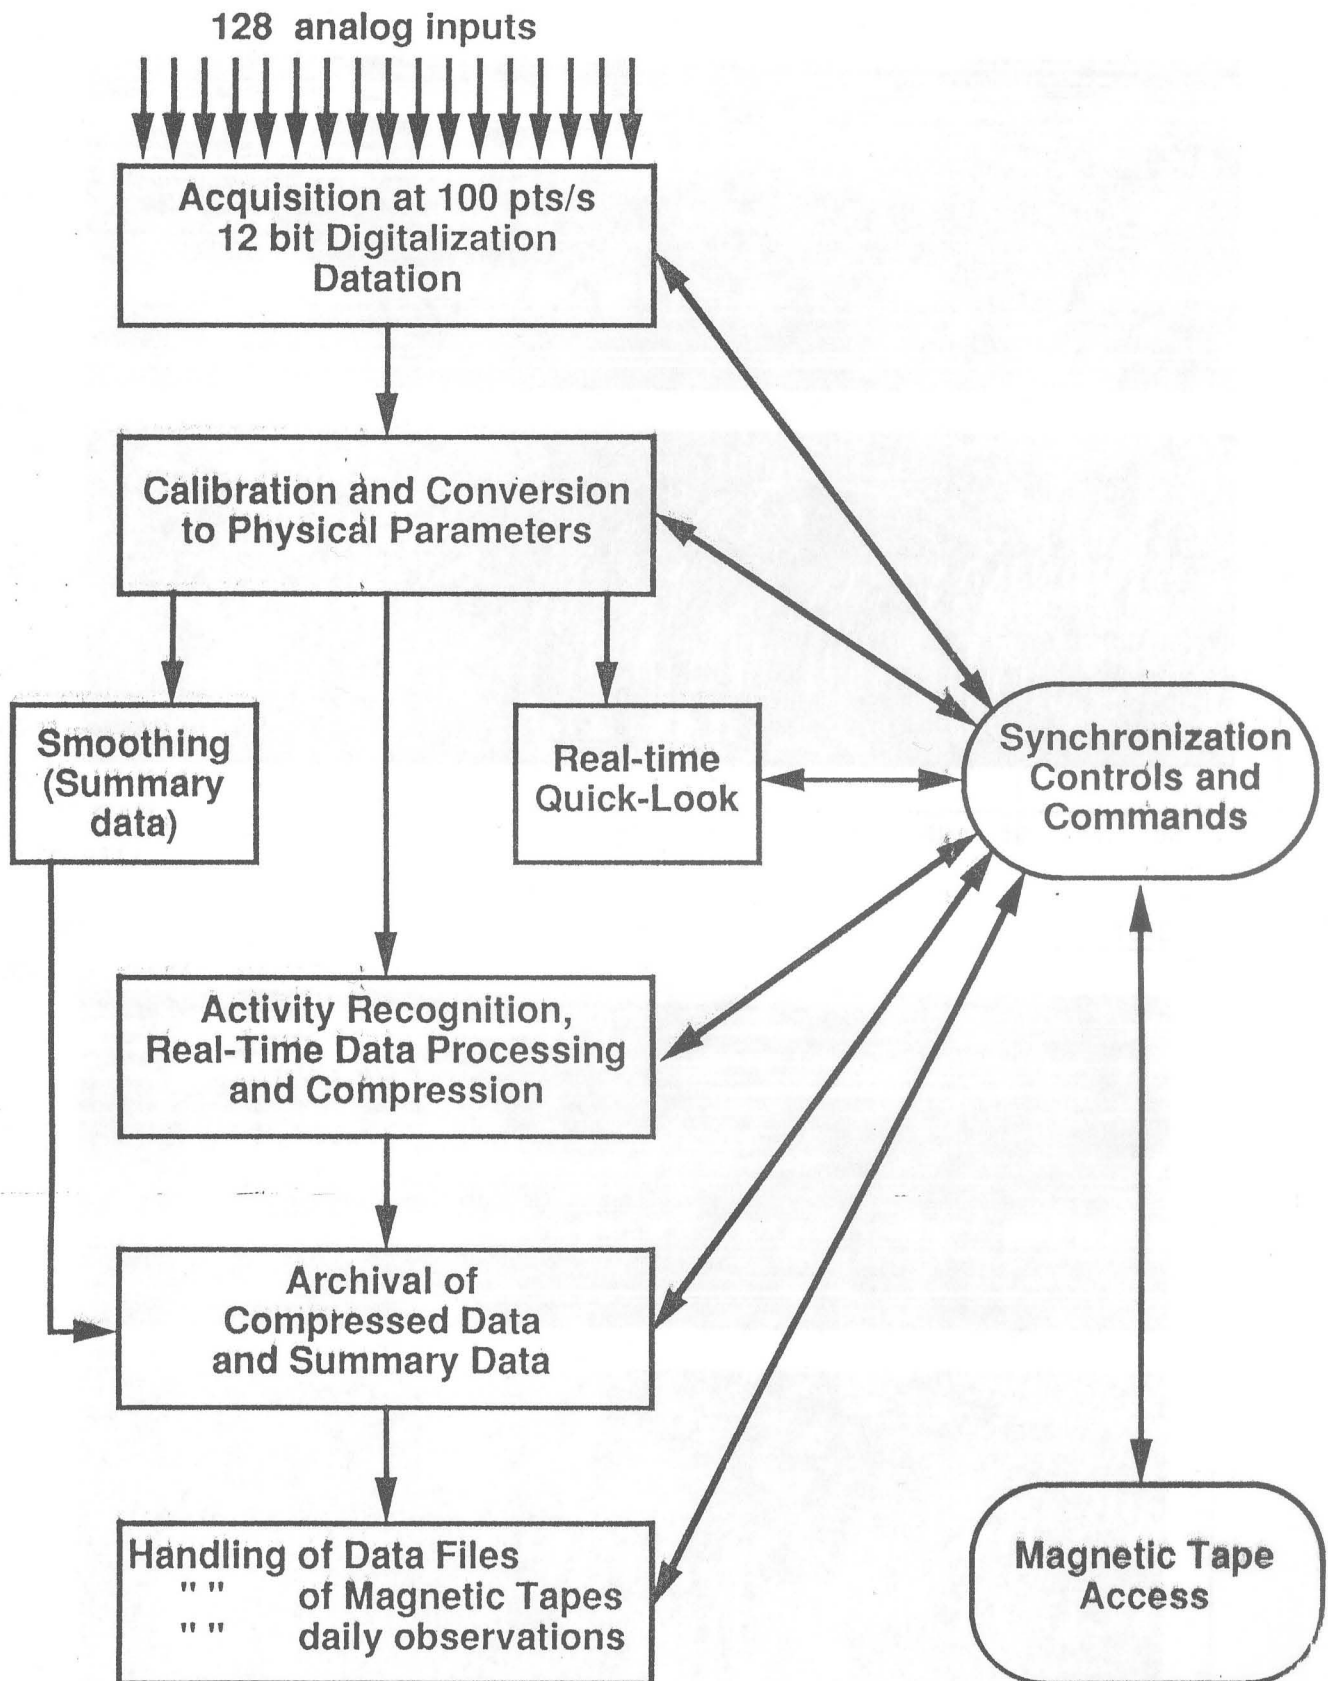 128 analog inputs
Acquisition at 100 pts/s
12 bit Digitalization
Datation
Calibration and Conversion
to Physical Parameters
Smoothing
(Summary
data)
Real-time
Quick-Look
Synchronization
Controls and
Commands
Activity Recognition,
Real-Time Data Processing
and Compression
Archival of
Compressed Data
and Summary Data
Handling of Data Files
" " of Magnetic Tapes
" " daily observations
Magnetic Tape
Access